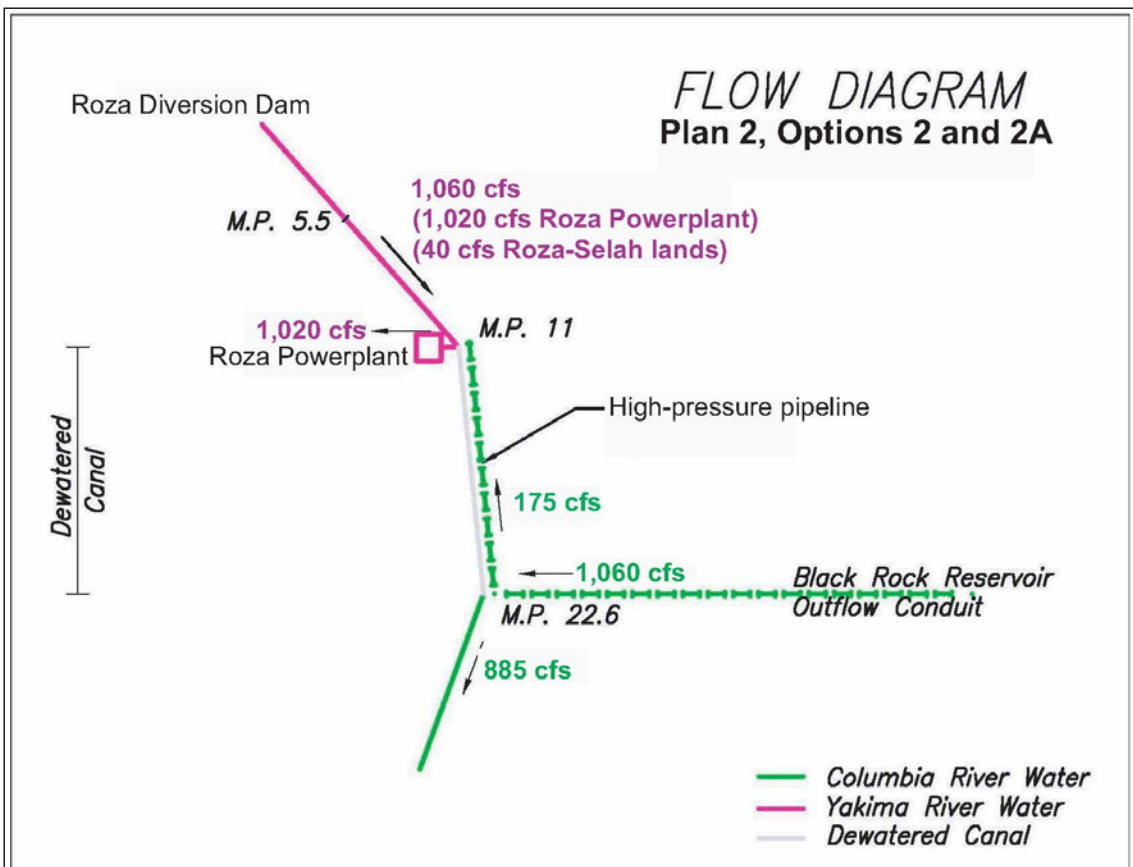 FLOW DIAGRAM
Plan 2, Options 2 and 2A
Roza Diversion Dam
M.P. 5.5
1,060 cfs
(1,020 cfs Roza Powerplant)
(40 cfs Roza-Selah lands)
1,020 cfs
Roza Powerplant
M.P. 11
Dewatered
Canal
High-pressure pipeline
175 cfs
1,060 cfs
Black Rock Reservoir
Outflow Conduit
M.P. 22.6
885 cfs
Columbia River Water
Yakima River Water
Dewatered Canal